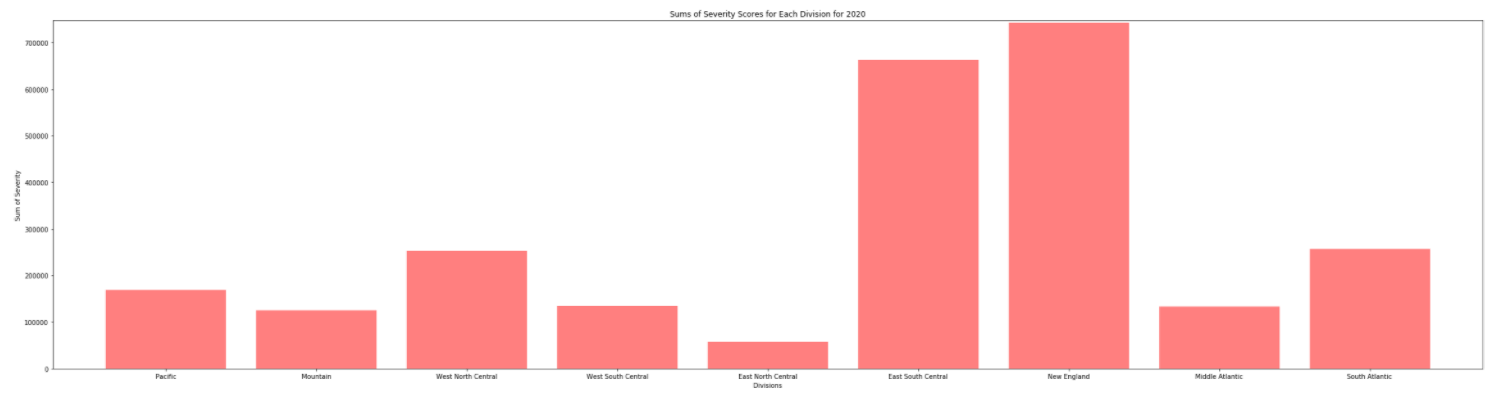 Sums of Severity Scores for Each Division for 2020
Sum of Severity
700000
600000
500000
400000
300000
200000
100000
0
Pacific
Mountain
West North Central
West South Central
East North Central
East South Central
New England
Middle Atlantic
South Atlantic
Divisions